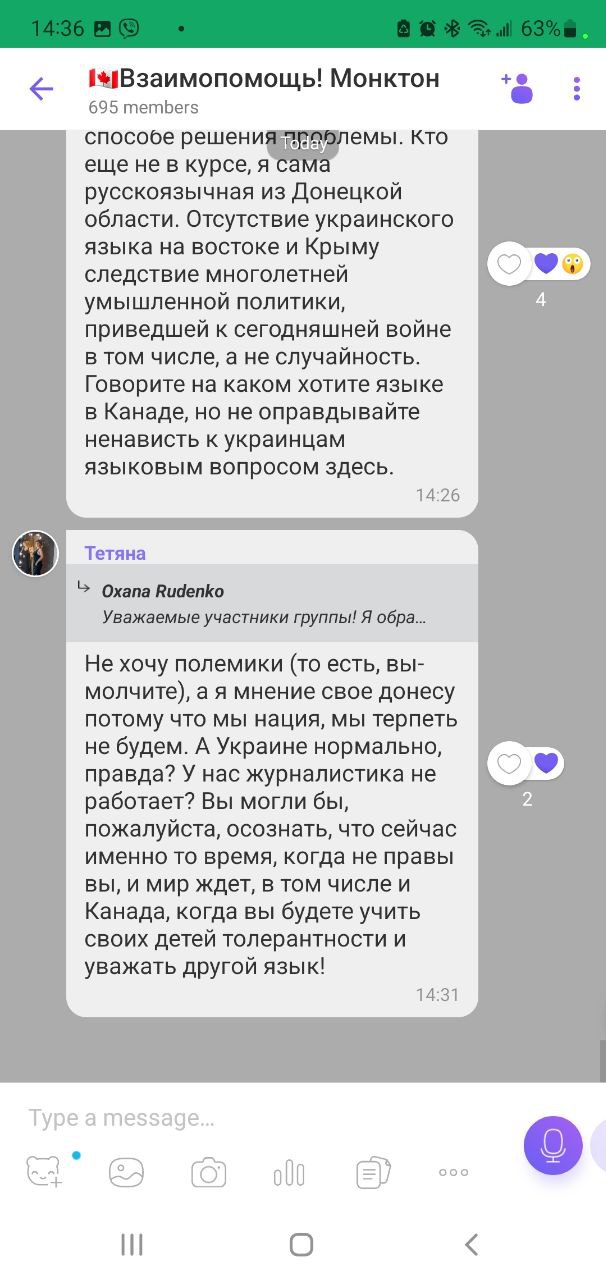 14:36
63%
🇨🇦Взаимопомощь! Монктон
695 members
способе решения проблемы. Кто
Today
еще не в курсе, я сама
русскоязычная из Донецкой
области. Отсутствие украинского
языка на востоке и Крыму
следствие многолетней
умышленной политики,
приведшей к сегодняшней войне
в том числе, а не случайность.
Говорите на каком хотите языке
в Канаде, но не оправдывайте
ненависть к украинцам
языковым вопросом здесь.
14:26
4
Тетяна
Oxana Rudenko
Уважаемые участники группы! Я обра...
Не хочу полемики (то есть, вы-
молчите), а я мнение свое донесу
потому что мы нация, мы терпеть
не будем. А Украине нормально,
правда? У нас журналистика не
работает? Вы могли бы,
пожалуйста, осознать, что сейчас
именно то время, когда не правы
вы, и мир ждет, в том числе и
Канада, когда вы будете учить
своих детей толерантности и
уважать другой язык!
14:31
2
Type a message...